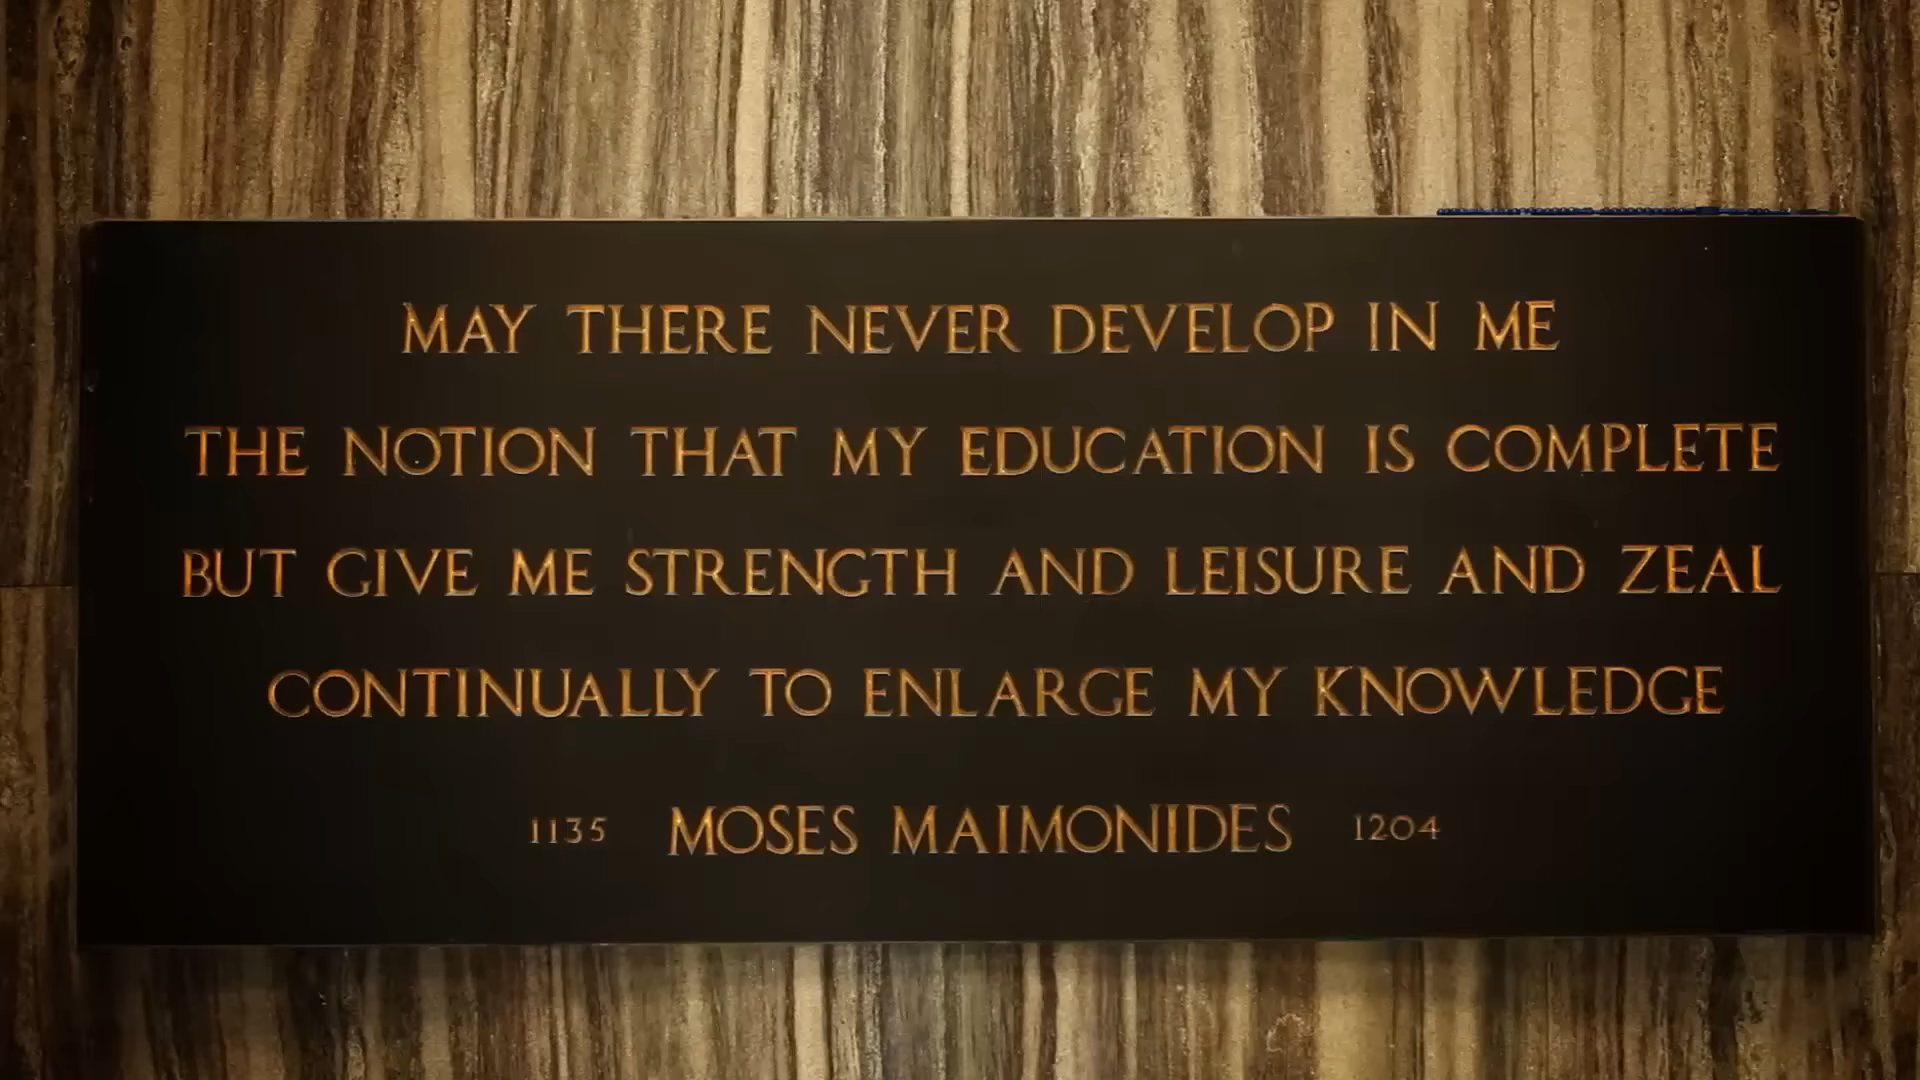 MAY THERE NEVER DEVELOP IN ME
THE NOTION THAT MY EDUCATION IS COMPLETE
BUT GIVE ME STRENGTH AND LEISURE AND ZEAL
CONTINUALLY TO ENLARGE MY KNOWLEDGE
1135 MOSES MAIMONIDES 1204